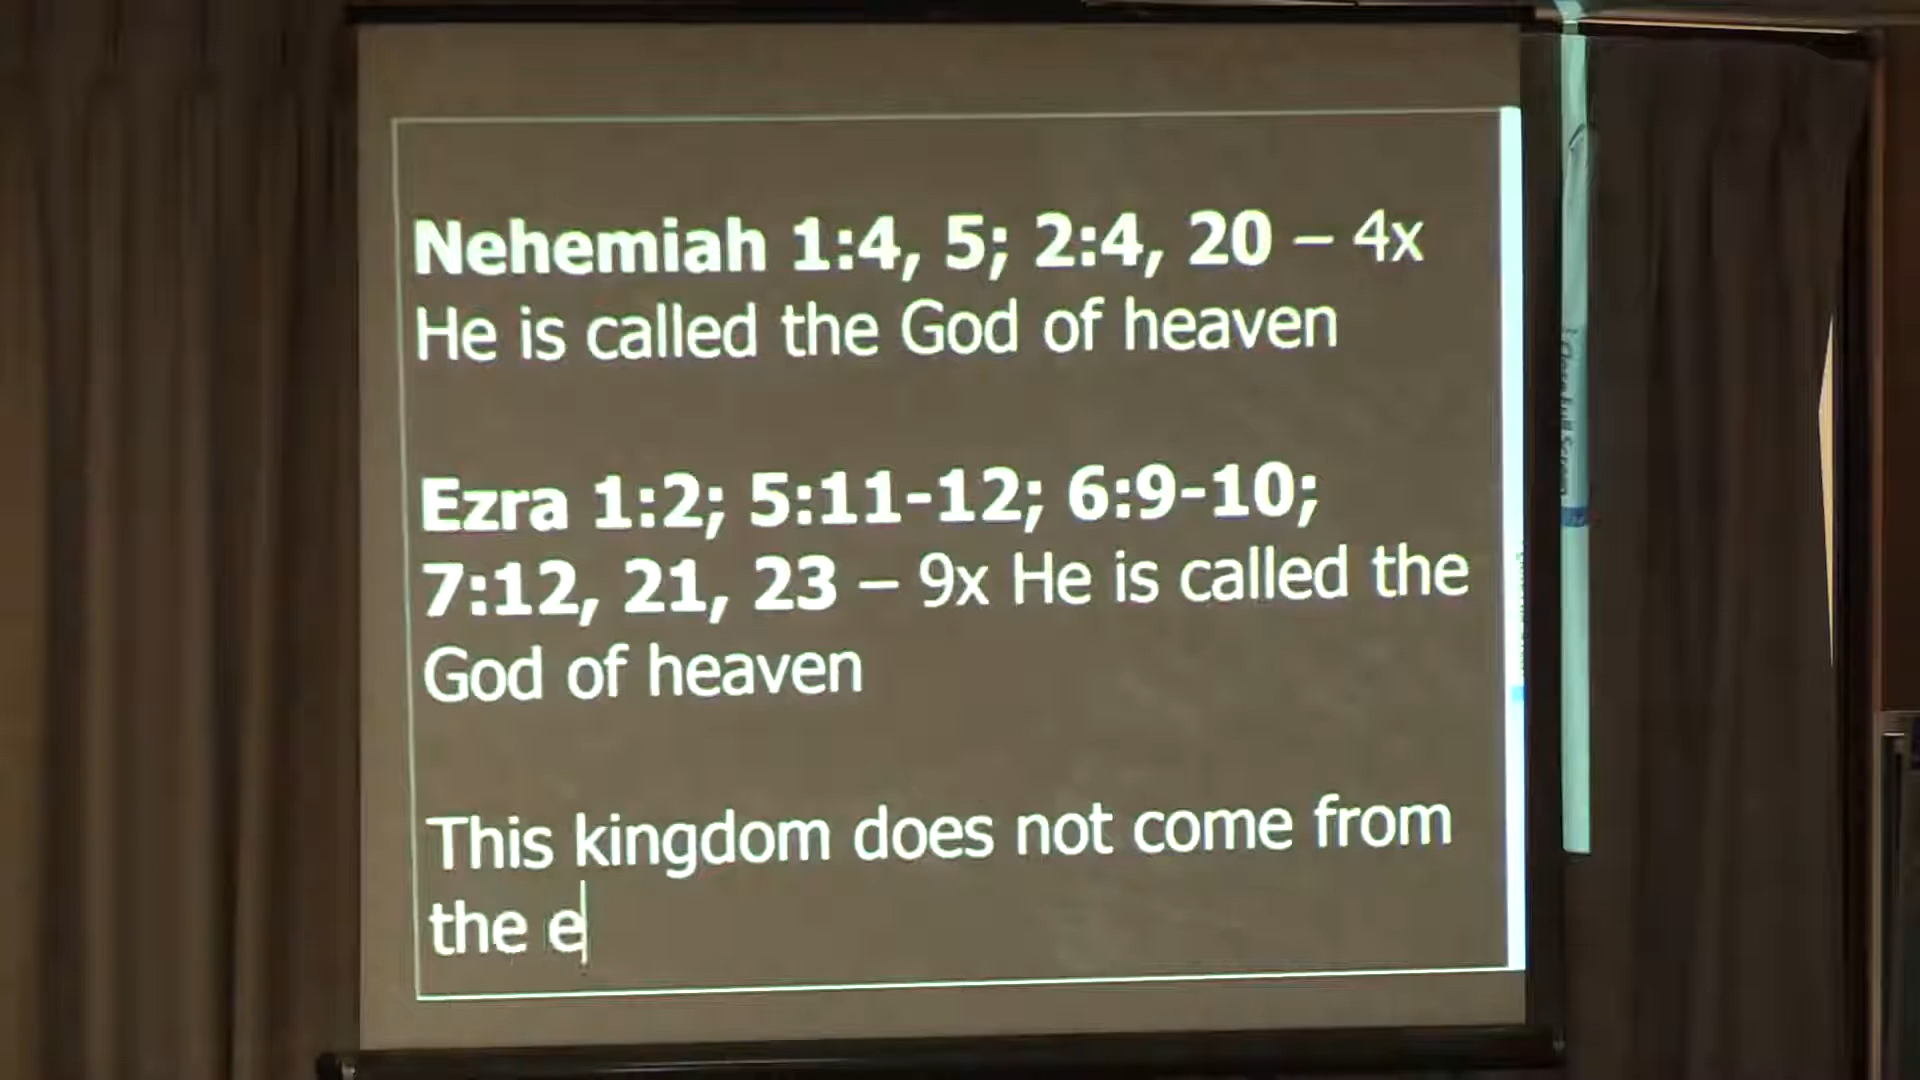 Nehemiah 1:4, 5; 2:4, 20 – 4x
He is called the God of heaven
Ezra 1:2; 5:11-12; 6:9-10;
7:12, 21, 23 – 9x He is called the
God of heaven
This kingdom does not come from
the e